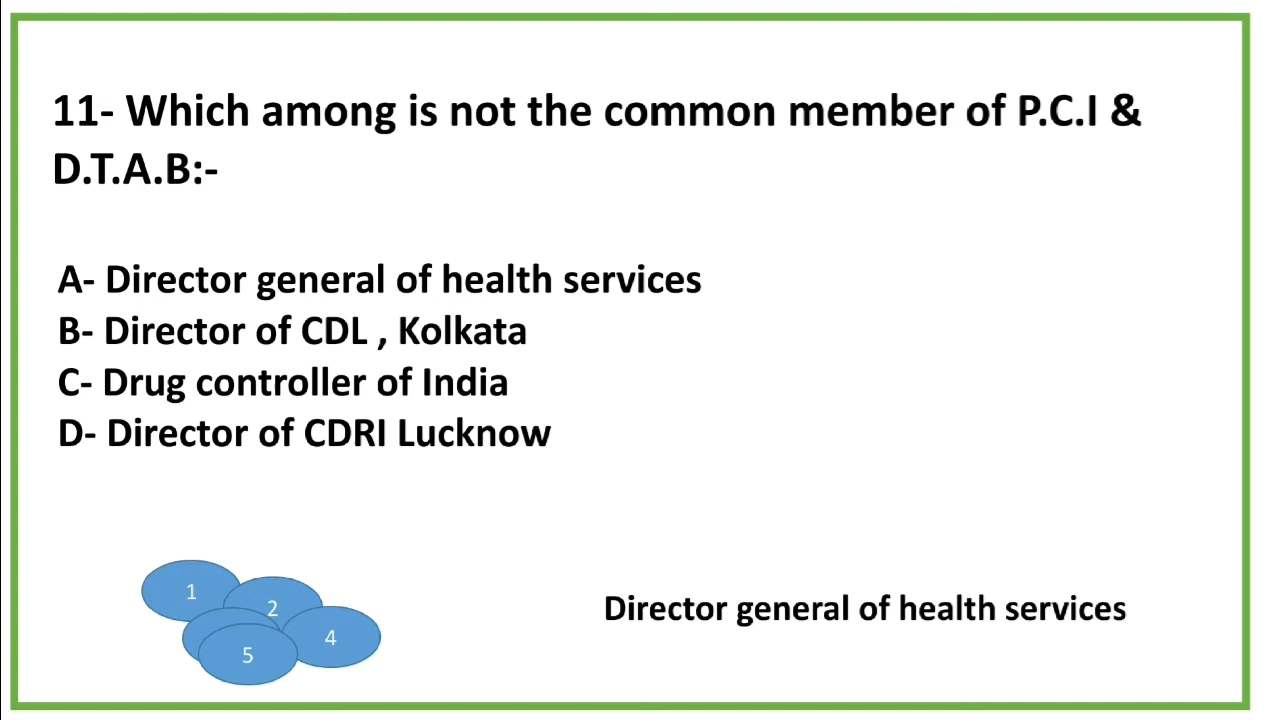 11- Which among is not the common member of P.C.I &
D.T.A.B:-
A- Director general of health services
B- Director of CDL , Kolkata
C- Drug controller of India
D- Director of CDRI Lucknow
1
2
4
5
Director general of health services